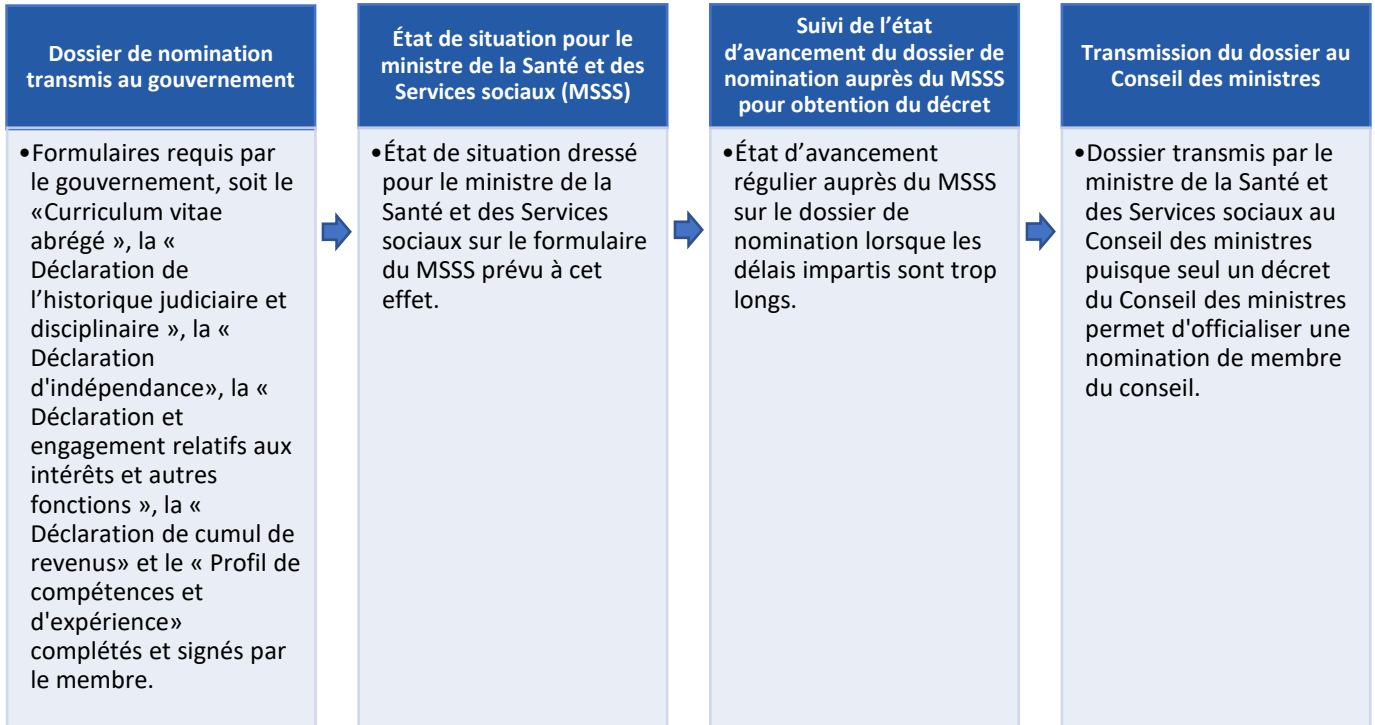 Dossier de nomination
transmis au gouvernement
•Formulaires requis par
le gouvernement, soit le
«Curriculum vitae
abrégé », la «
Déclaration de
l’historique judiciaire et
disciplinaire », la «
Déclaration
d'indépendance», la «
Déclaration et
engagement relatifs aux
intérêts et autres
fonctions », la «
Déclaration de cumul de
revenus» et le « Profil de
compétences et
d'expérience»
complétés et signés par
le membre.
État de situation pour le
ministre de la Santé et des
Services sociaux (MSSS)
•État de situation dressé
pour le ministre de la
Santé et des Services
sociaux sur le formulaire
du MSSS prévu à cet
effet.
Suivi de l’état
d’avancement du dossier de
nomination auprès du MSSS
pour obtention du décret
•État d’avancement
régulier auprès du MSSS
sur le dossier de
nomination lorsque les
délais impartis sont trop
longs.
Transmission du dossier au
Conseil des ministres
•Dossier transmis par le
ministre de la Santé et
des Services sociaux au
Conseil des ministres
puisque seul un décret
du Conseil des ministres
permet d'officialiser une
nomination de membre
du conseil.